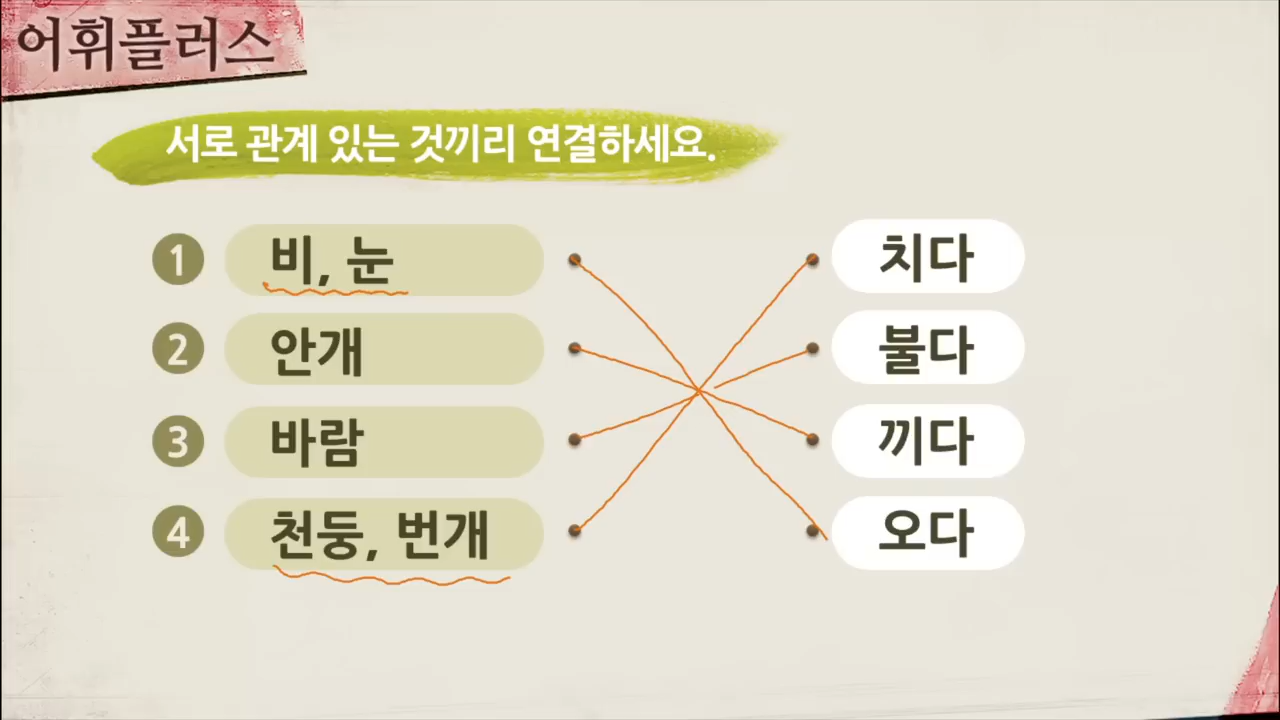 어휘플러스
서로 관계 있는 것끼리 연결하세요.
1 비, 눈 치다
2 안개 불다
3 바람 끼다
4 천둥, 번개 오다